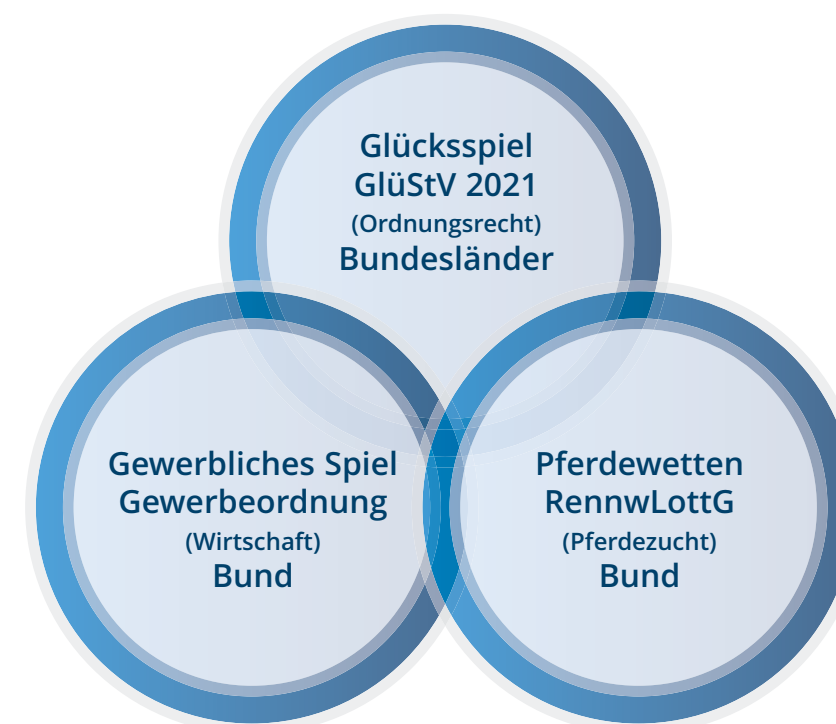 Glücksspiel
GlüStV 2021
(Ordnungsrecht)
Bundesländer
Gewerbliches Spiel
Gewerbeordnung
(Wirtschaft)
Bund
Pferdewetten
RennwLottG
(Pferdezucht)
Bund